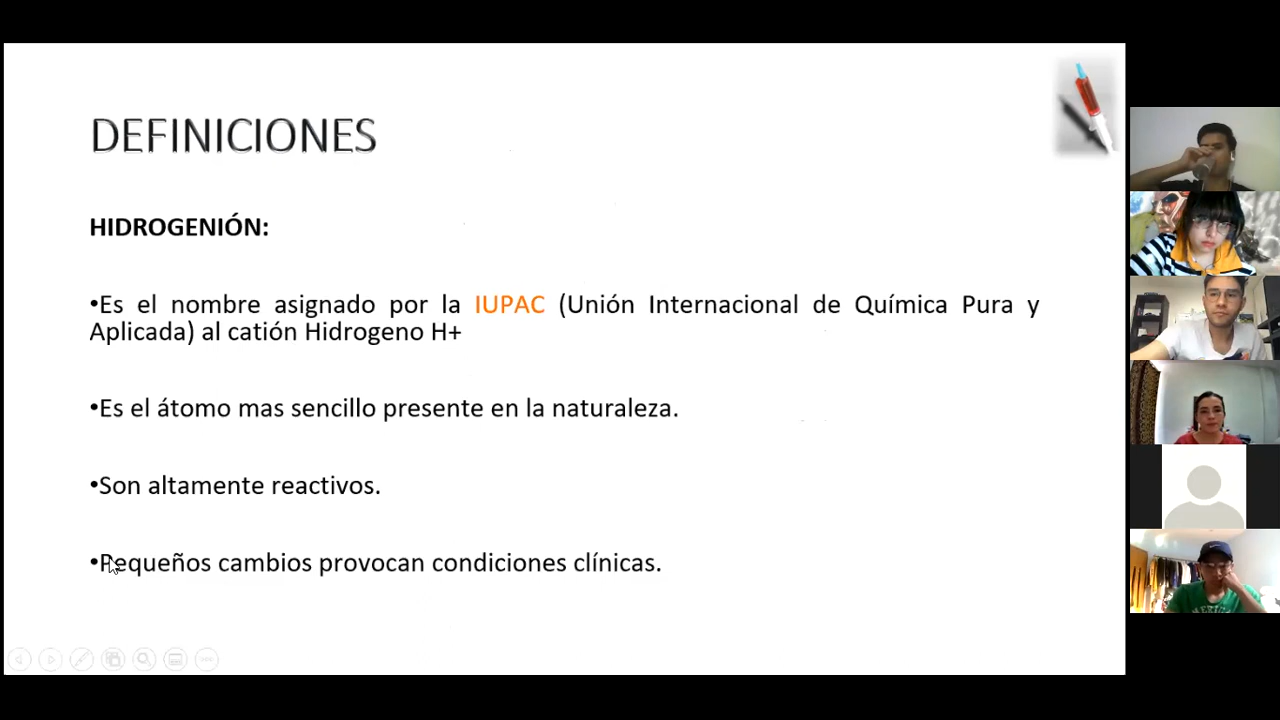 DEFINICIONES
HIDROGENIÓN:
•Es el nombre asignado por la IUPAC (Unión Internacional de Química Pura y
Aplicada) al catión Hidrogeno H+
•Es el átomo mas sencillo presente en la naturaleza.
•Son altamente reactivos.
•Pequeños cambios provocan condiciones clínicas.